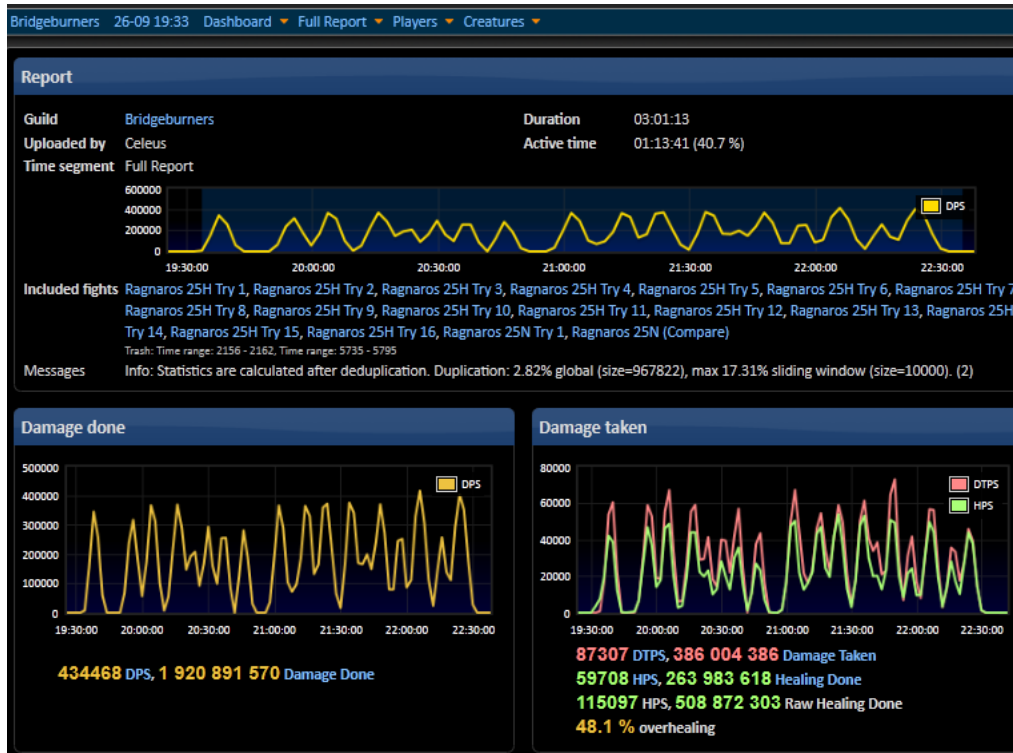 Bridgeburners 26-09 19:33 Dashboard Full Report Players Creatures
Report
Guild Bridgeburners Duration 03:01:13
Uploaded by Celeus Active time 01:13:41 (40.7 %)
Time segment Full Report
600000
400000
200000
0
DPS
19:30:00 20:00:00 20:30:00 21:00:00 21:30:00 22:00:00 22:30:00
Included fights Ragnaros 25H Try 1, Ragnaros 25H Try 2, Ragnaros 25H Try 3, Ragnaros 25H Try 4, Ragnaros 25H Try 5, Ragnaros 25H Try 6, Ragnaros 25H Try 7
Ragnaros 25H Try 8, Ragnaros 25H Try 9, Ragnaros 25H Try 10, Ragnaros 25H Try 11, Ragnaros 25H Try 12, Ragnaros 25H Try 13, Ragnaros 25H
Try 14, Ragnaros 25H Try 15, Ragnaros 25H Try 16, Ragnaros 25N Try 1, Ragnaros 25N (Compare)
Trash: Time range: 2156 - 2162, Time range: 5735 - 5795
Messages Info: Statistics are calculated after deduplication. Duplication: 2.82% global (size=967822), max 17.31% sliding window (size=10000). (2)
Damage done
500000
400000
300000
200000
100000
0
DPS
19:30:00 20:00:00 20:30:00 21:00:00 21:30:00 22:00:00 22:30:00
434468 DPS, 1 920 891 570 Damage Done
Damage taken
80000
60000
40000
20000
0
DTPS
HPS
19:30:00 20:00:00 20:30:00 21:00:00 21:30:00 22:00:00 22:30:00
87307 DTPS, 386 004 386 Damage Taken
59708 HPS, 263 983 618 Healing Done
115097 HPS, 508 872 303 Raw Healing Done
48.1 % overhealing